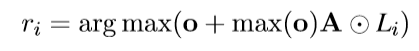 r_i = arg max(𝐨 + max(𝐨)𝐀 ⊙ L_i)